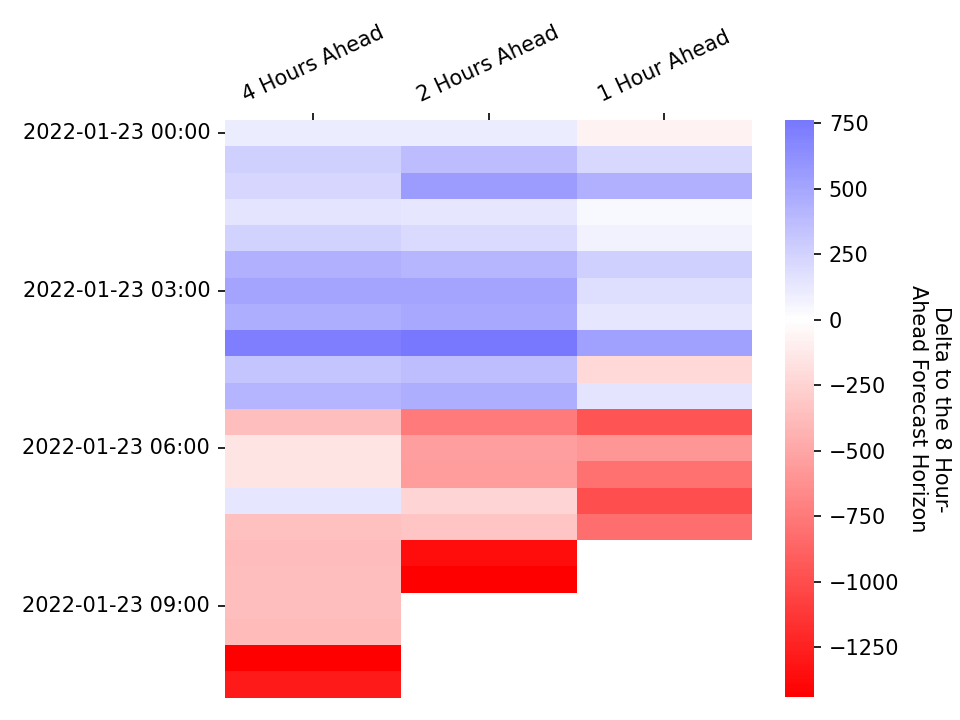 4 Hours Ahead
2 Hours Ahead
1 Hour Ahead
2022-01-23 00:00
2022-01-23 03:00
2022-01-23 06:00
2022-01-23 09:00
750
500
250
0
−250
−500
−750
−1000
−1250
Delta to the 8 Hour-
Ahead Forecast Horizon